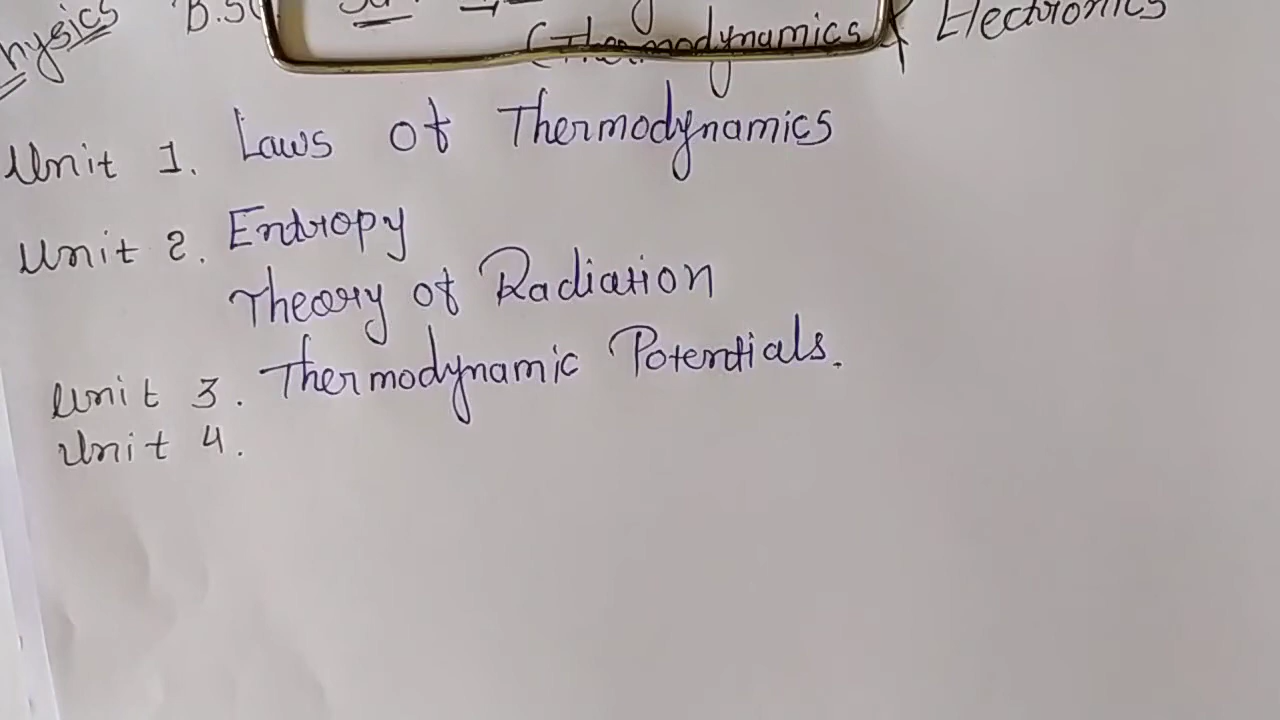 Physics B.Sc (Thermodynamics & Electronics
Unit 1. Laws of Thermodynamics
Unit 2. Entropy
Theory of Radiation
Unit 3. Thermodynamic Potentials.
Unit 4.